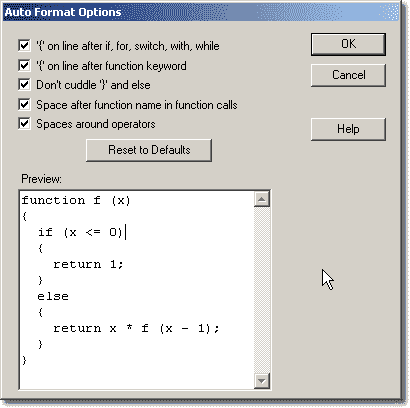 Auto Format Options
'{' on line after if, for, switch, with, while
'{' on line after function keyword
Don't cuddle '}' and else
Space after function name in function calls
Spaces around operators
OK
Cancel
Help
Reset to Defaults
Preview:
function f (x)
{
  if (x <= 0)
  {
    return 1;
  }
  else
  {
    return x * f (x - 1);
  }
}